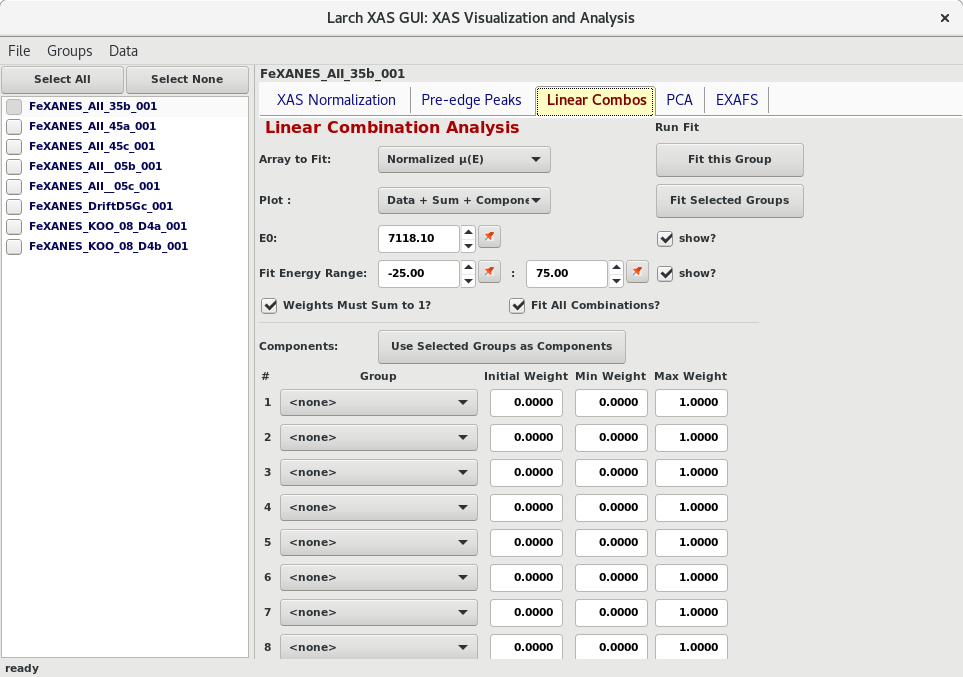 Larch XAS GUI: XAS Visualization and Analysis ×
File Groups Data
Select All Select None
FeXANES_AII_35b_001
FeXANES_AII_45a_001
FeXANES_AII_45c_001
FeXANES_AII__05b_001
FeXANES_AII__05c_001
FeXANES_DriftD5Gc_001
FeXANES_KOO_08_D4a_001
FeXANES_KOO_08_D4b_001
FeXANES_AII_35b_001
XAS Normalization Pre-edge Peaks Linear Combos PCA EXAFS
Linear Combination Analysis Run Fit
Array to Fit: Normalized μ(E) Fit this Group
Plot : Data + Sum + Compone Fit Selected Groups
E0: 7118.10 show?
Fit Energy Range: -25.00 : 75.00 show?
Weights Must Sum to 1? Fit All Combinations?
Components: Use Selected Groups as Components
# Group Initial Weight Min Weight Max Weight
1 <none> 0.0000 0.0000 1.0000
2 <none> 0.0000 0.0000 1.0000
3 <none> 0.0000 0.0000 1.0000
4 <none> 0.0000 0.0000 1.0000
5 <none> 0.0000 0.0000 1.0000
6 <none> 0.0000 0.0000 1.0000
7 <none> 0.0000 0.0000 1.0000
8 <none> 0.0000 0.0000 1.0000
ready